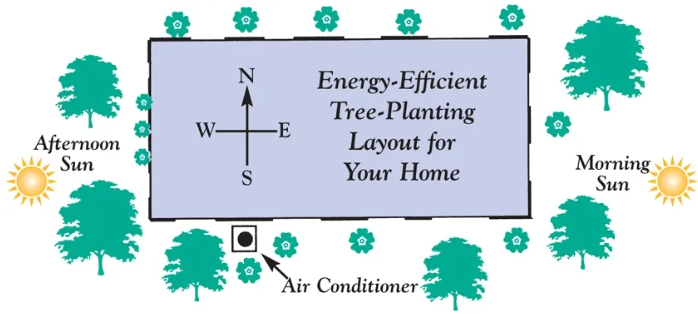 N
W E
S
Energy-Efficient
Tree-Planting
Layout for
Your Home
Afternoon
Sun
Morning
Sun
Air Conditioner